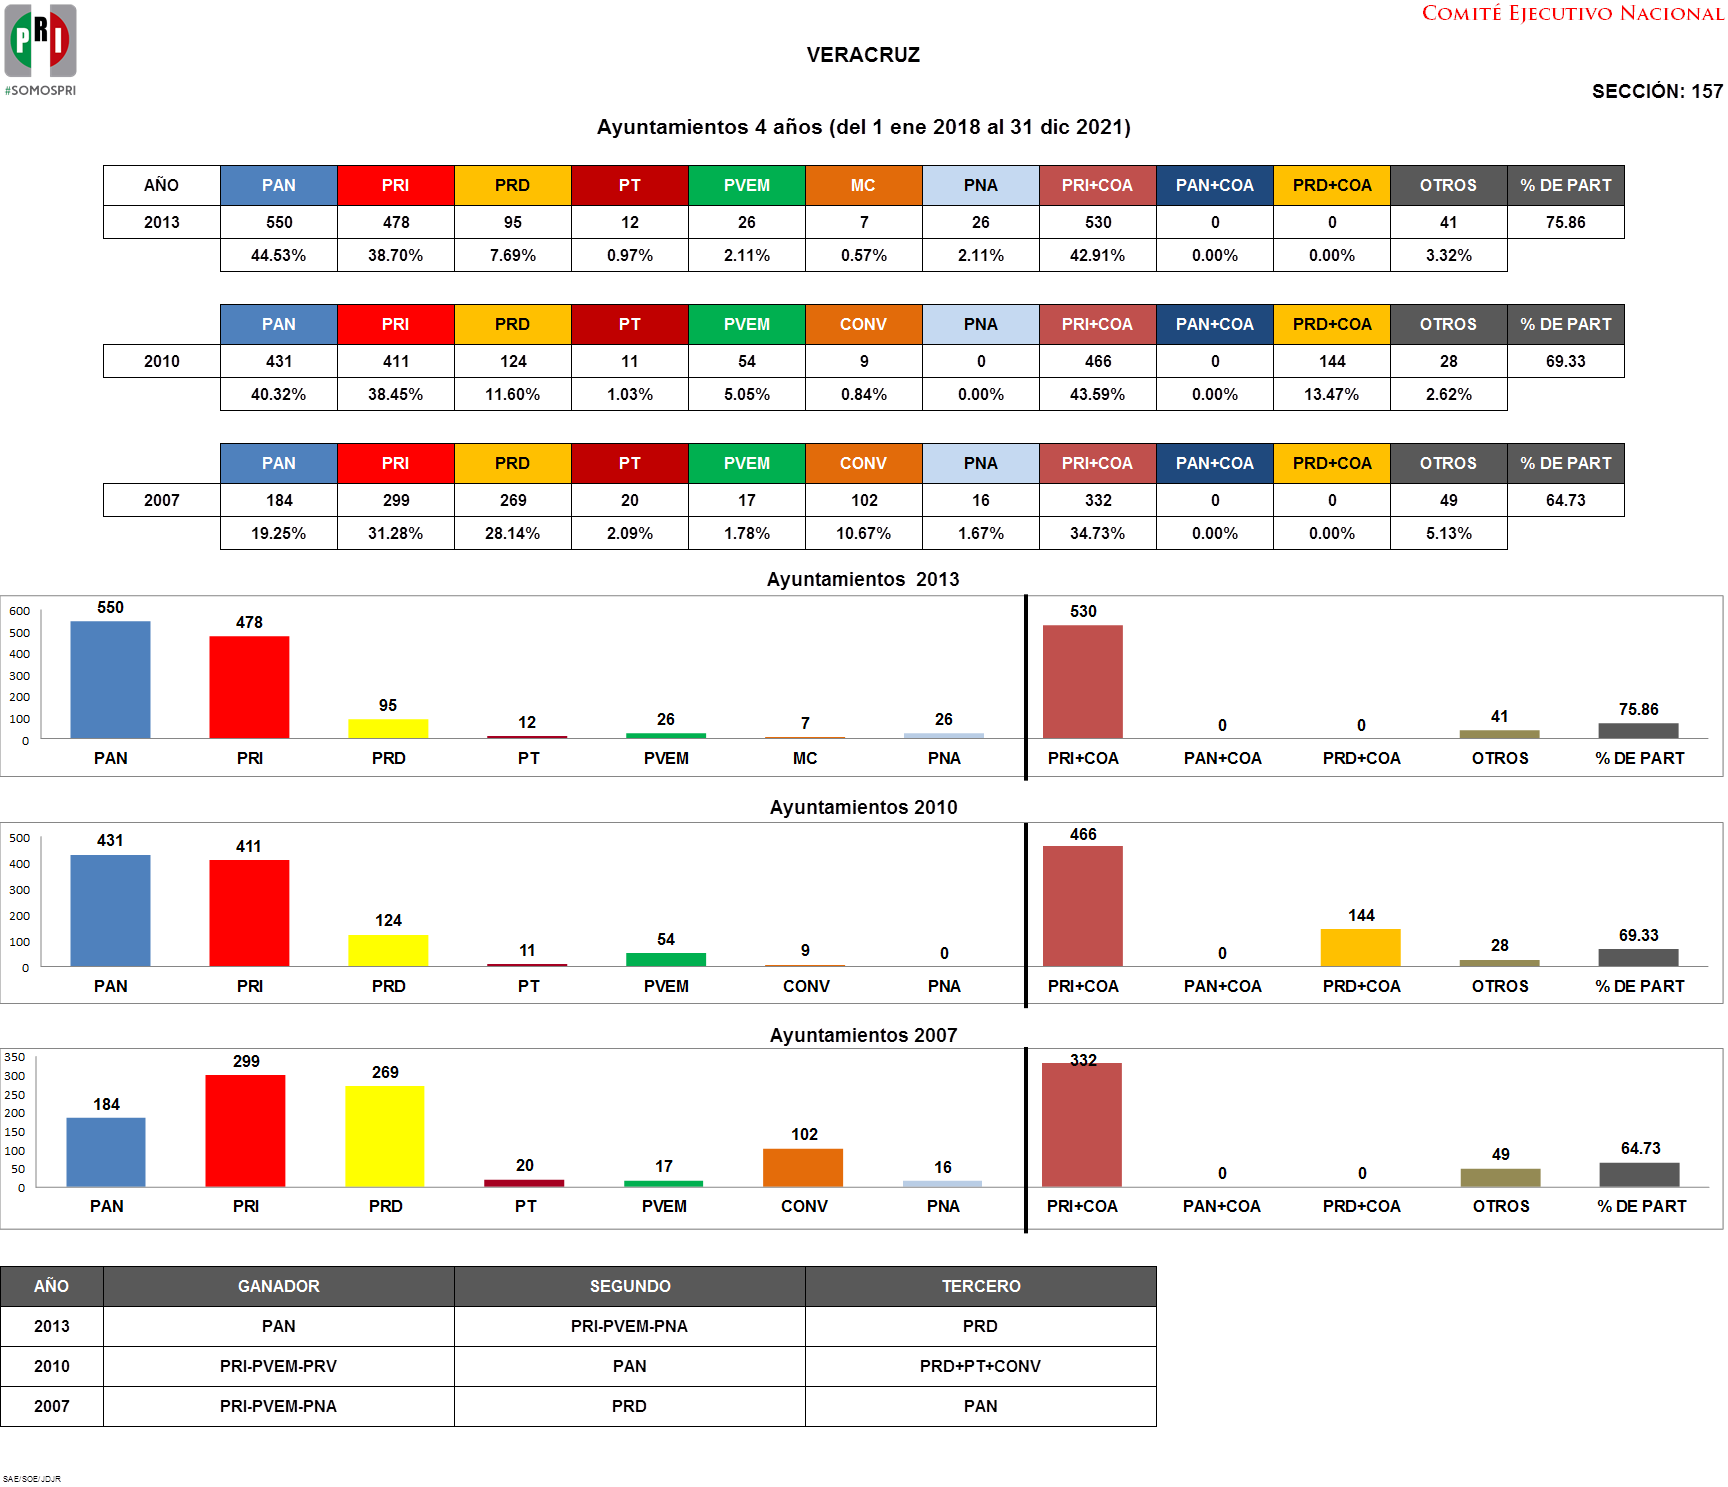 PRI
#SOMOSPRI
COMITÉ EJECUTIVO NACIONAL
VERACRUZ
SECCIÓN: 157
Ayuntamientos 4 años (del 1 ene 2018 al 31 dic 2021)
AÑO PAN PRI PRD PT PVEM MC PNA PRI+COA PAN+COA PRD+COA OTROS % DE PART
2013 550 478 95 12 26 7 26 530 0 0 41 75.86
44.53% 38.70% 7.69% 0.97% 2.11% 0.57% 2.11% 42.91% 0.00% 0.00% 3.32%
PAN PRI PRD PT PVEM CONV PNA PRI+COA PAN+COA PRD+COA OTROS % DE PART
2010 431 411 124 11 54 9 0 466 0 144 28 69.33
40.32% 38.45% 11.60% 1.03% 5.05% 0.84% 0.00% 43.59% 0.00% 13.47% 2.62%
PAN PRI PRD PT PVEM CONV PNA PRI+COA PAN+COA PRD+COA OTROS % DE PART
2007 184 299 269 20 17 102 16 332 0 0 49 64.73
19.25% 31.28% 28.14% 2.09% 1.78% 10.67% 1.67% 34.73% 0.00% 0.00% 5.13%
Ayuntamientos 2013
600
500
400
300
200
100
0
550 478 95 12 26 7 26 530 0 0 41 75.86
PAN PRI PRD PT PVEM MC PNA PRI+COA PAN+COA PRD+COA OTROS % DE PART
Ayuntamientos 2010
500
400
300
200
100
0
431 411 124 11 54 9 0 466 0 144 28 69.33
PAN PRI PRD PT PVEM CONV PNA PRI+COA PAN+COA PRD+COA OTROS % DE PART
Ayuntamientos 2007
350
300
250
200
150
100
50
0
184 299 269 20 17 102 16 332 0 0 49 64.73
PAN PRI PRD PT PVEM CONV PNA PRI+COA PAN+COA PRD+COA OTROS % DE PART
AÑO GANADOR SEGUNDO TERCERO
2013 PAN PRI-PVEM-PNA PRD
2010 PRI-PVEM-PRV PAN PRD+PT+CONV
2007 PRI-PVEM-PNA PRD PAN
SAE/SOE/JDJR